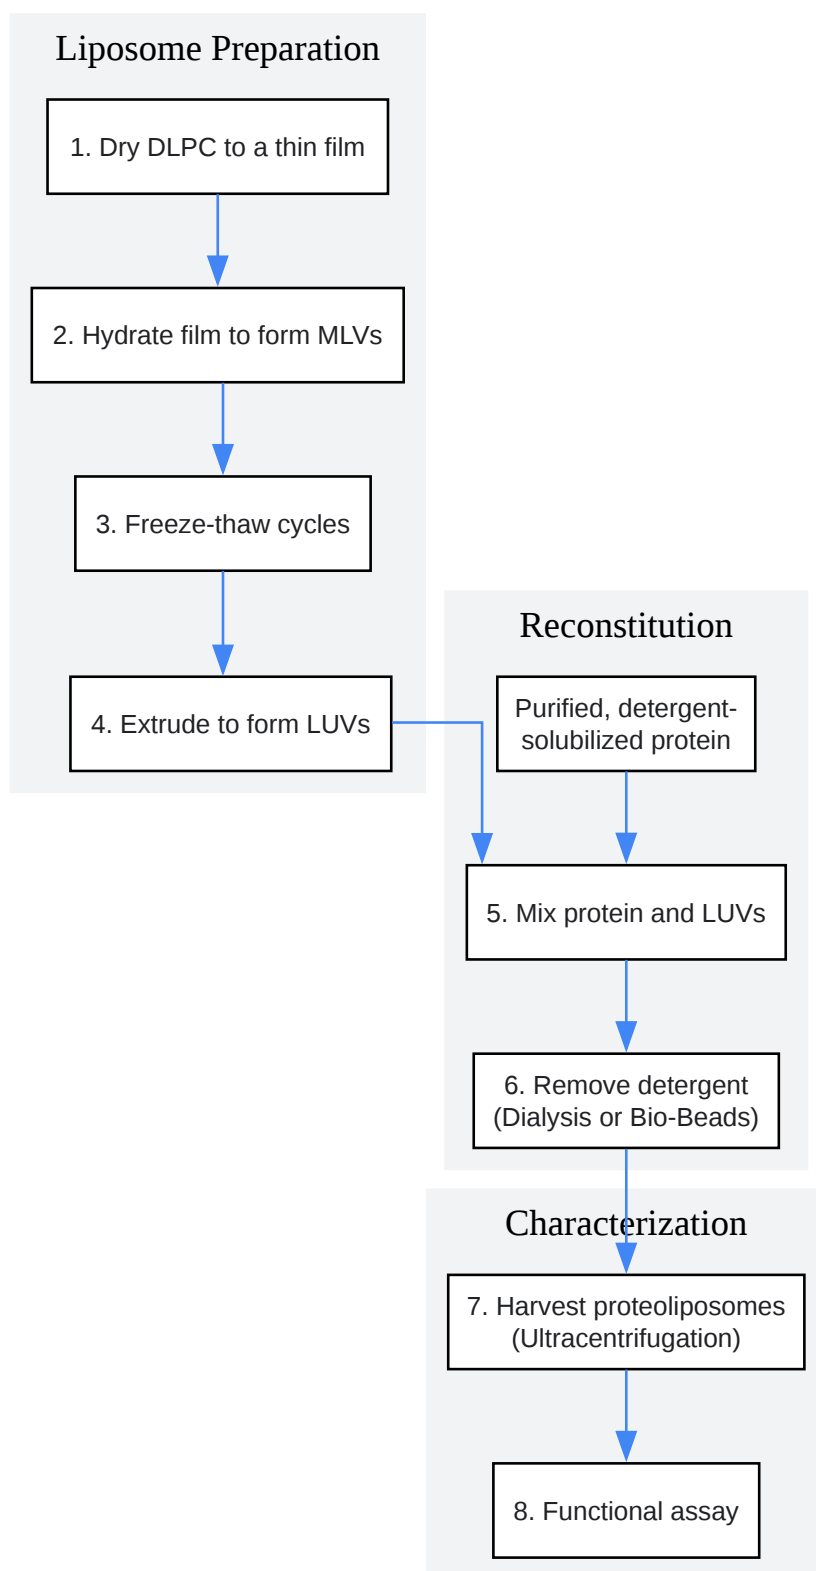 Liposome Preparation
1. Dry DLPC to a thin film
2. Hydrate film to form MLVs
3. Freeze-thaw cycles
4. Extrude to form LUVs
Reconstitution
Purified, detergent-
solubilized protein
5. Mix protein and LUVs
6. Remove detergent
(Dialysis or Bio-Beads)
Characterization
7. Harvest proteoliposomes
(Ultracentrifugation)
8. Functional assay